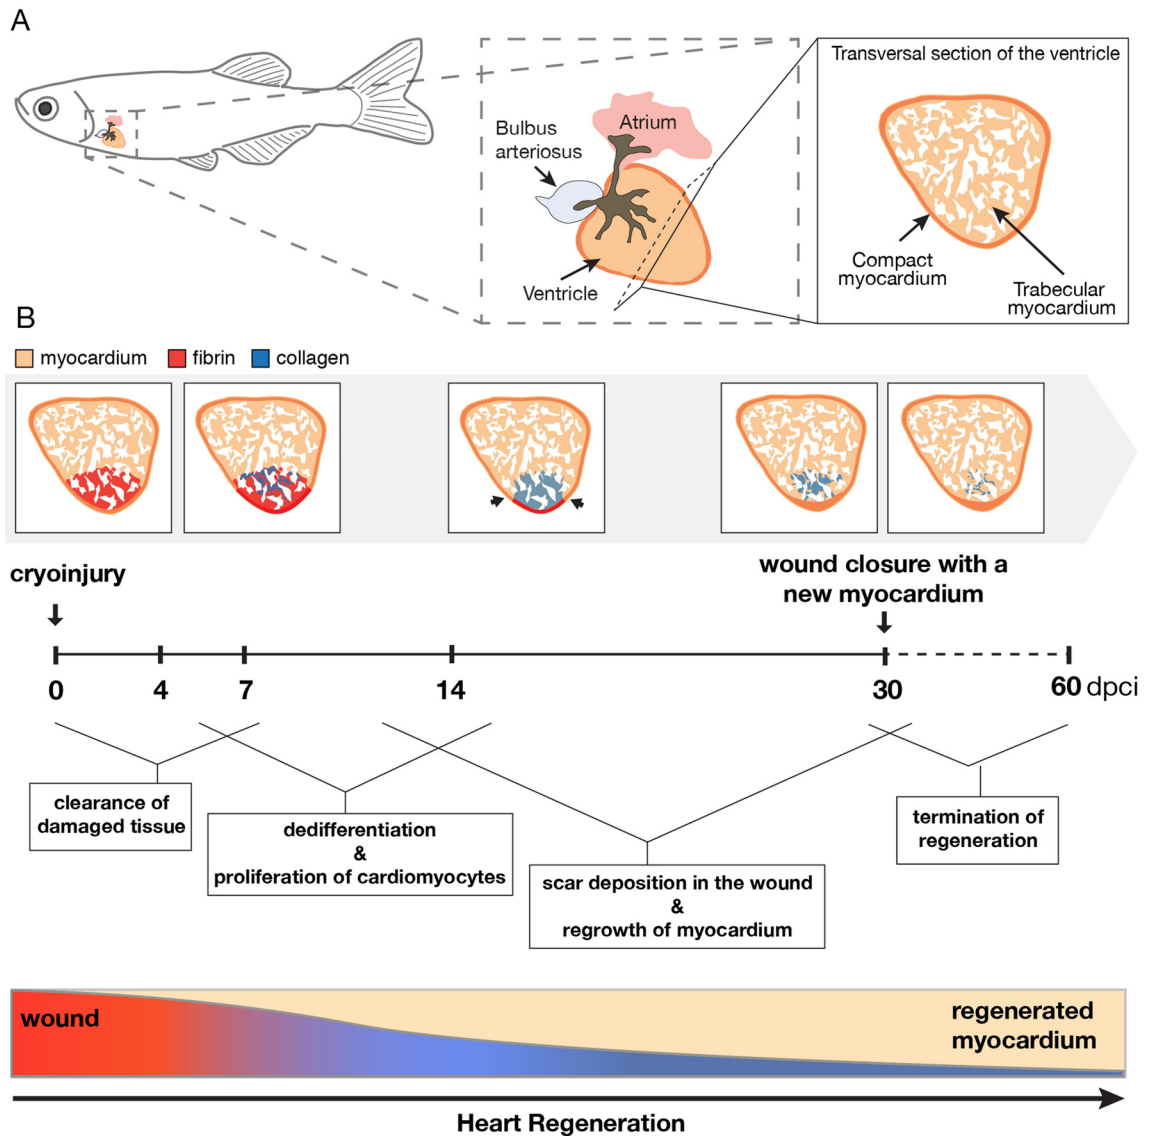 A
Transversal section of the ventricle
Bulbus
arteriosus
Atrium
Ventricle
Compact
myocardium
Trabecular
myocardium
B
myocardium
fibrin
collagen
cryoinjury
wound closure with a
new myocardium
0
4
7
14
30
60 dpci
clearance of
damaged tissue
dedifferentiation
&
proliferation of cardiomyocytes
scar deposition in the wound
&
regrowth of myocardium
termination of
regeneration
wound
regenerated
myocardium
Heart Regeneration